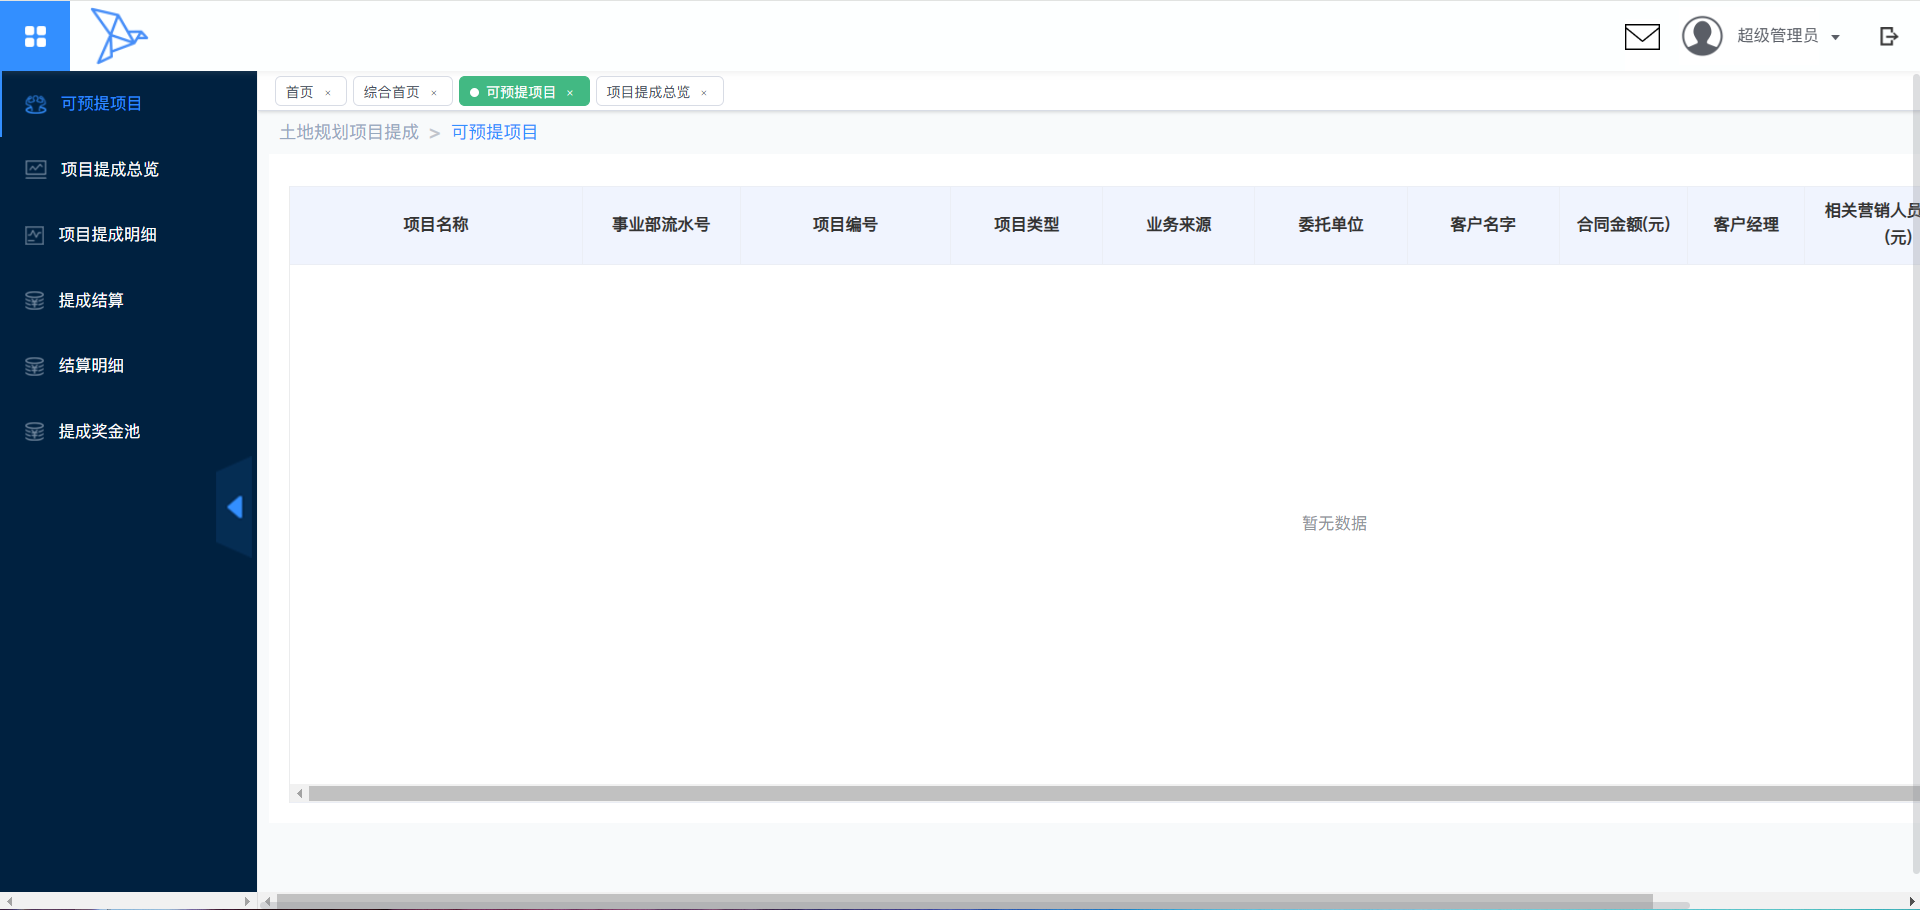 超级管理员
首页 ×
综合首页 ×
可预提项目 ×
项目提成总览 ×
土地规划项目提成 > 可预提项目
可预提项目
项目提成总览
项目提成明细
提成结算
结算明细
提成奖金池
项目名称
事业部流水号
项目编号
项目类型
业务来源
委托单位
客户名字
合同金额(元)
客户经理
相关营销人员
(元)
暂无数据